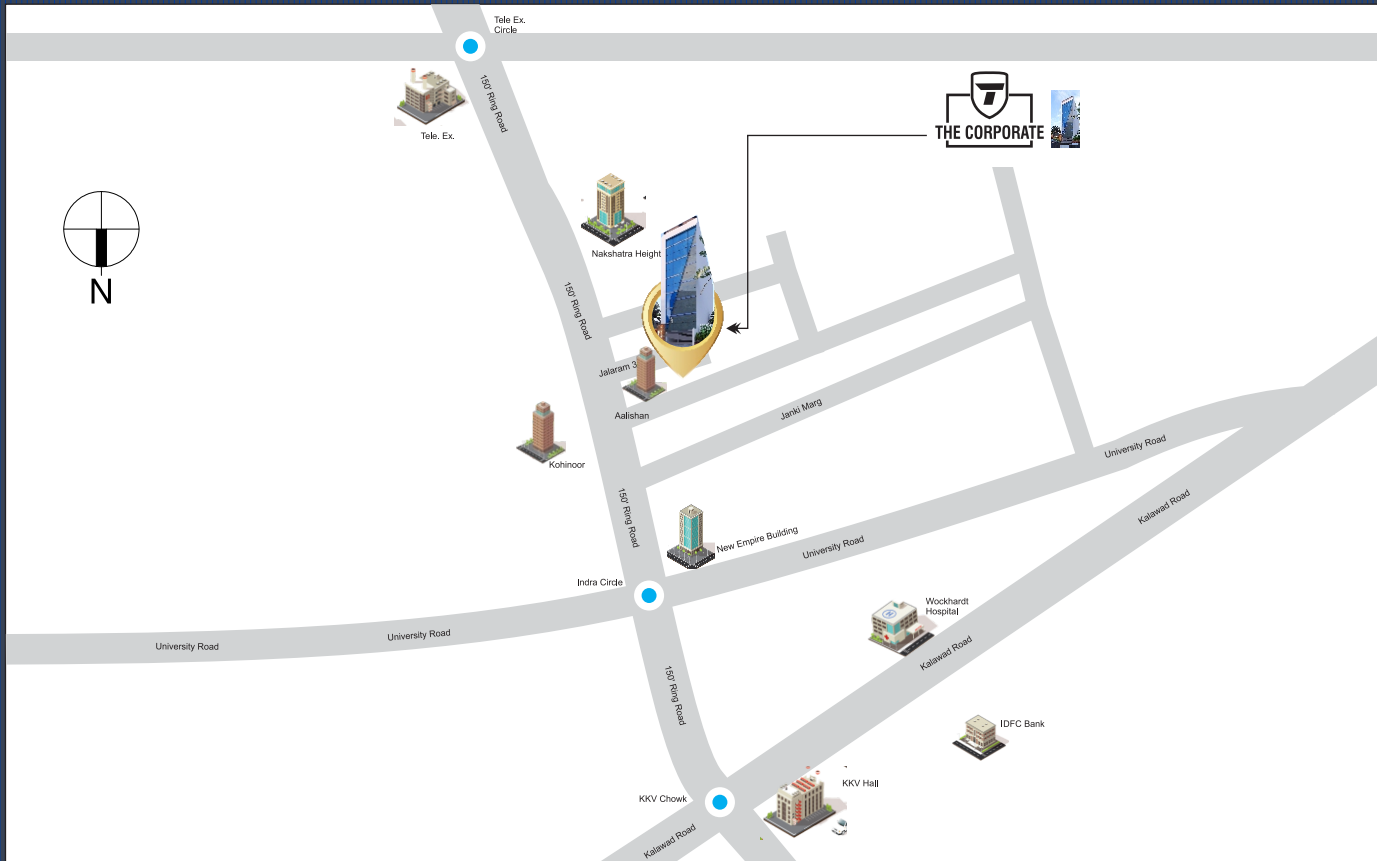 Tele Ex.
Circle
150' Ring Road
Tele. Ex.
T
THE CORPORATE
N
Nakshatra Height
150' Ring Road
Jalaram 3
Aalishan
Janki Marg
Kohinoor
University Road
150' Ring Road
Kalawad Road
New Empire Building
University Road
Indra Circle
University Road
University Road
Wockhardt
Hospital
Kalawad Road
150' Ring Road
IDFC Bank
KKV Hall
KKV Chowk
Kalawad Road